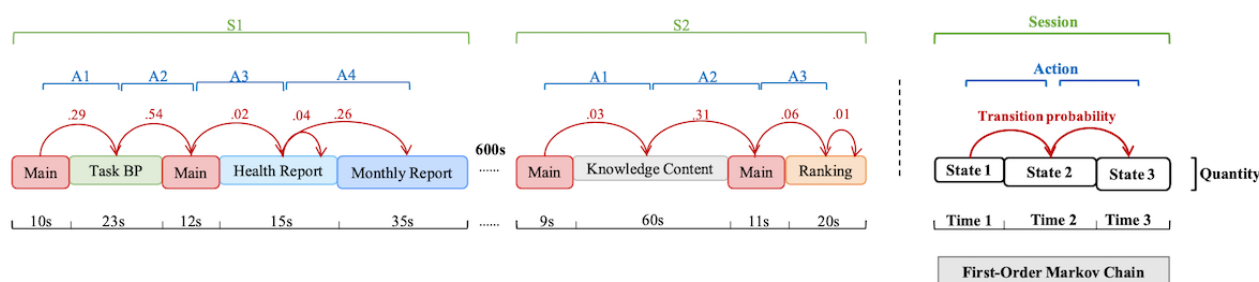 S1
S2
Session
A1 A2 A3 A4
A1 A2 A3
Action
.29 .54 .02 .04 .26
.03 .31 .06 .01
Transition probability
Main Task BP Main Health Report Monthly Report
600s
......
Main Knowledge Content Main Ranking
State 1 State 2 State 3
Quantity
10s 23s 12s 15s 35s
......
9s 60s 11s 20s
Time 1 Time 2 Time 3
First-Order Markov Chain